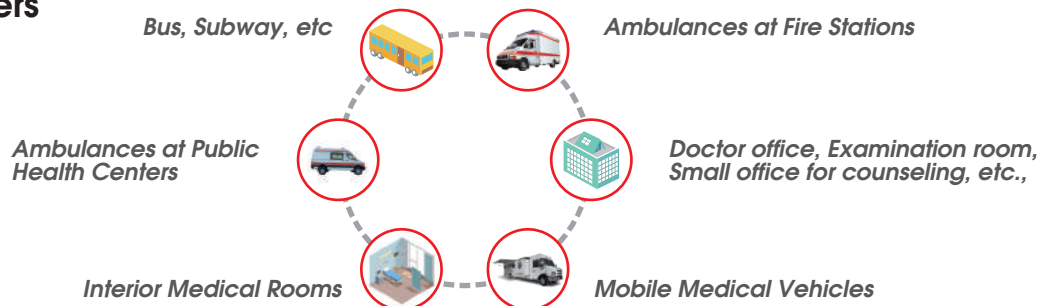 Bus, Subway, etc
Ambulances at Fire Stations
Ambulances at Public
Health Centers
Doctor office, Examination room,
Small office for counseling, etc.,
Interior Medical Rooms
Mobile Medical Vehicles